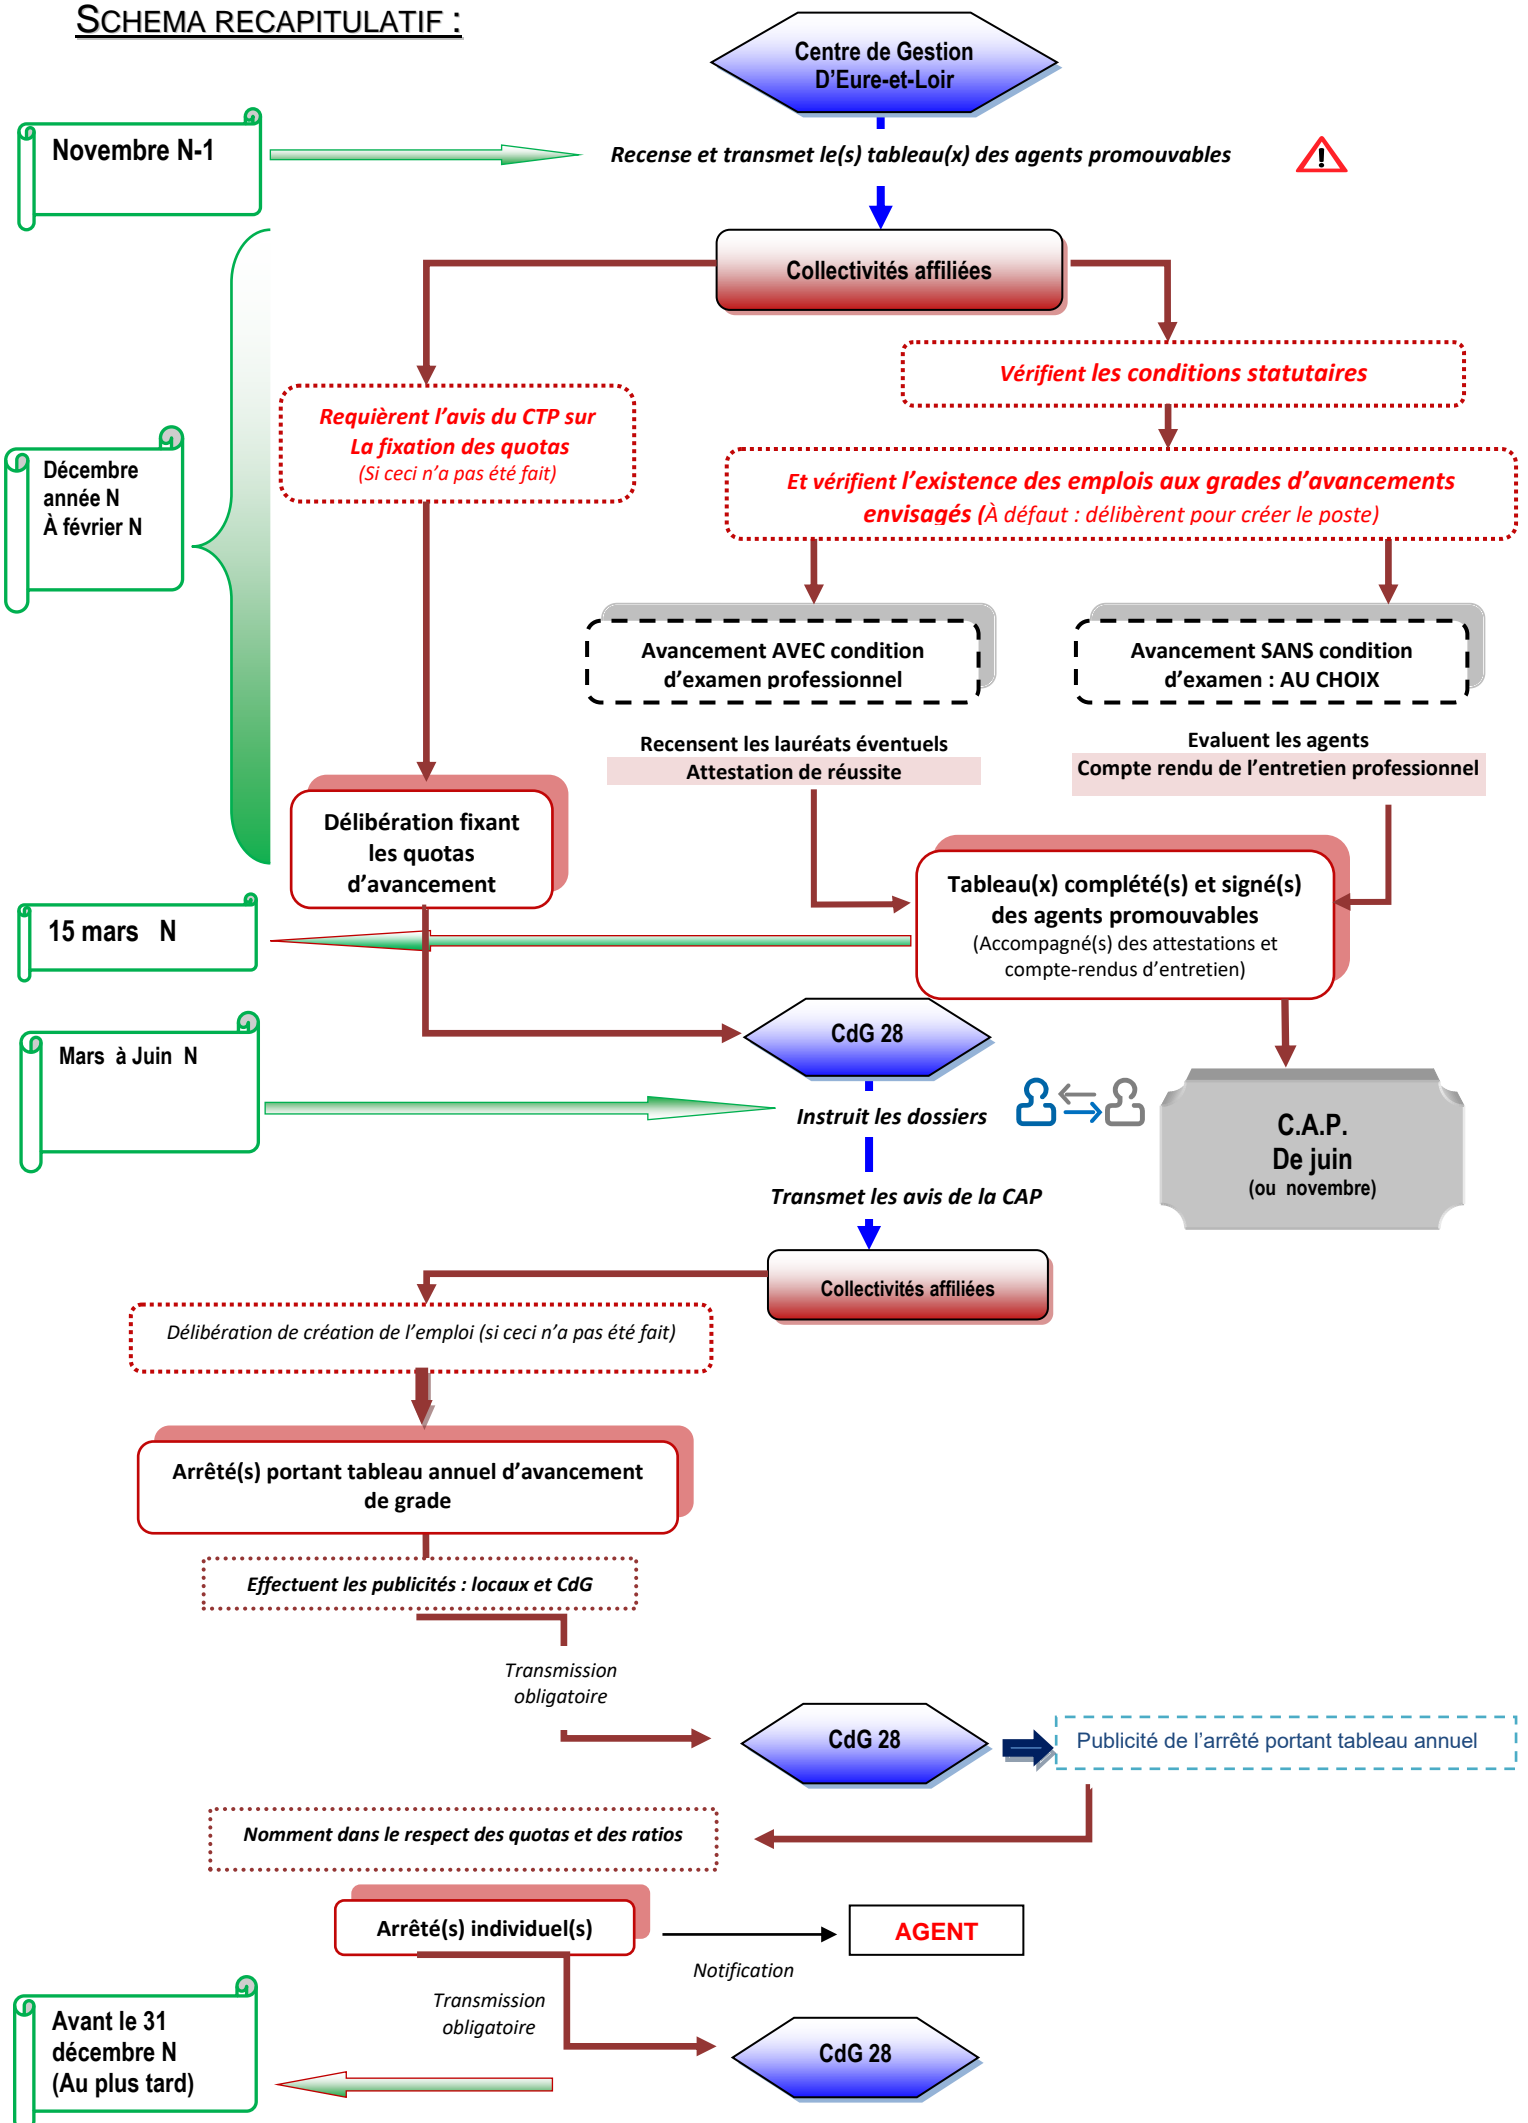 SCHEMA RECAPITULATIF :
Centre de Gestion
D'Eure-et-Loir
Novembre N-1
Recense et transmet le(s) tableau(x) des agents promouvables
Collectivités affiliées
Vérifient les conditions statutaires
Requièrent l'avis du CTP sur
La fixation des quotas
(Si ceci n'a pas été fait)
Décembre
année N
À février N
Et vérifient l'existence des emplois aux grades d'avancements
envisagés (À défaut : délibèrent pour créer le poste)
Avancement AVEC condition
d'examen professionnel
Avancement SANS condition
d'examen : AU CHOIX
Recensent les lauréats éventuels
Attestation de réussite
Evaluent les agents
Compte rendu de l'entretien professionnel
Délibération fixant
les quotas
d'avancement
Tableau(x) complété(s) et signé(s)
des agents promouvables
(Accompagné(s) des attestations et
compte-rendus d'entretien)
15 mars N
CdG 28
Mars à Juin N
Instruit les dossiers
C.A.P.
De juin
(ou novembre)
Transmet les avis de la CAP
Collectivités affiliées
Délibération de création de l'emploi (si ceci n'a pas été fait)
Arrêté(s) portant tableau annuel d'avancement
de grade
Effectuent les publicités : locaux et CdG
Transmission
obligatoire
CdG 28
Publicité de l'arrêté portant tableau annuel
Nomment dans le respect des quotas et des ratios
Arrêté(s) individuel(s)
AGENT
Notification
Transmission
obligatoire
Avant le 31
décembre N
(Au plus tard)
CdG 28